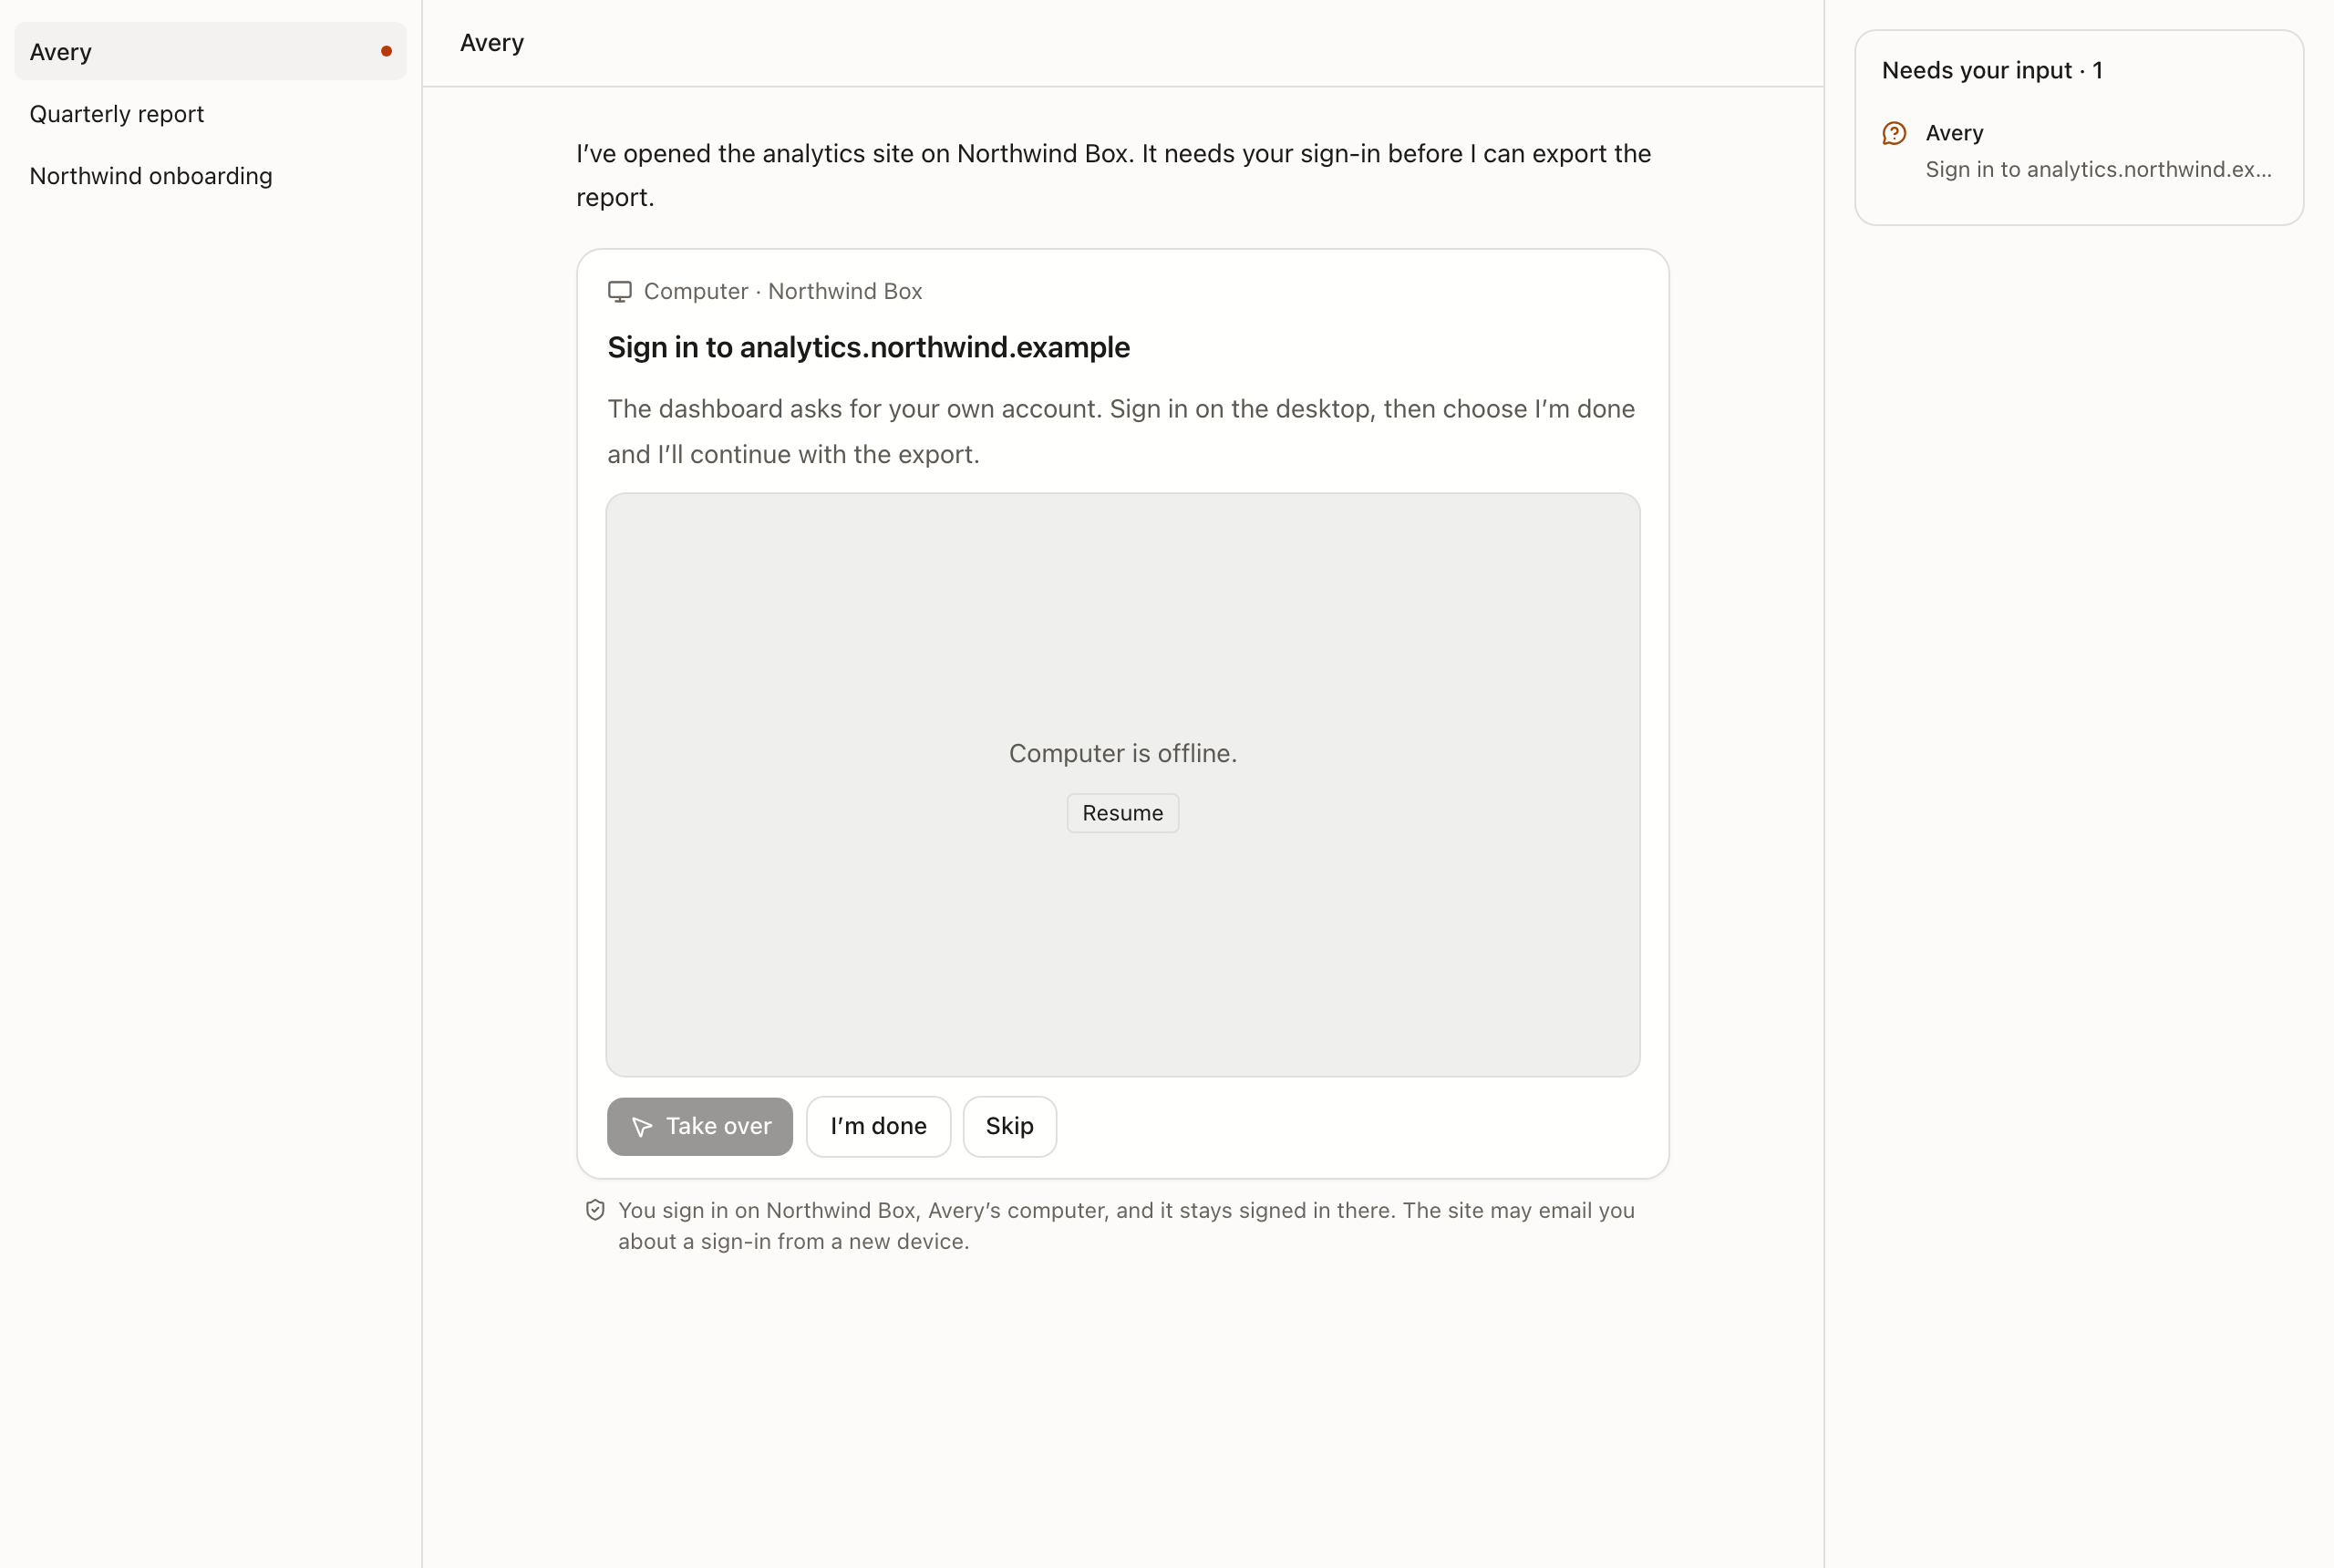 Avery
Quarterly report
Northwind onboarding
Avery
I’ve opened the analytics site on Northwind Box. It needs your sign-in before I can export the
report.
Computer · Northwind Box
Sign in to analytics.northwind.example
The dashboard asks for your own account. Sign in on the desktop, then choose I’m done
and I’ll continue with the export.
Computer is offline.
Resume
Take over
I’m done
Skip
You sign in on Northwind Box, Avery’s computer, and it stays signed in there. The site may email you
about a sign-in from a new device.
Needs your input · 1
Avery
Sign in to analytics.northwind.ex...